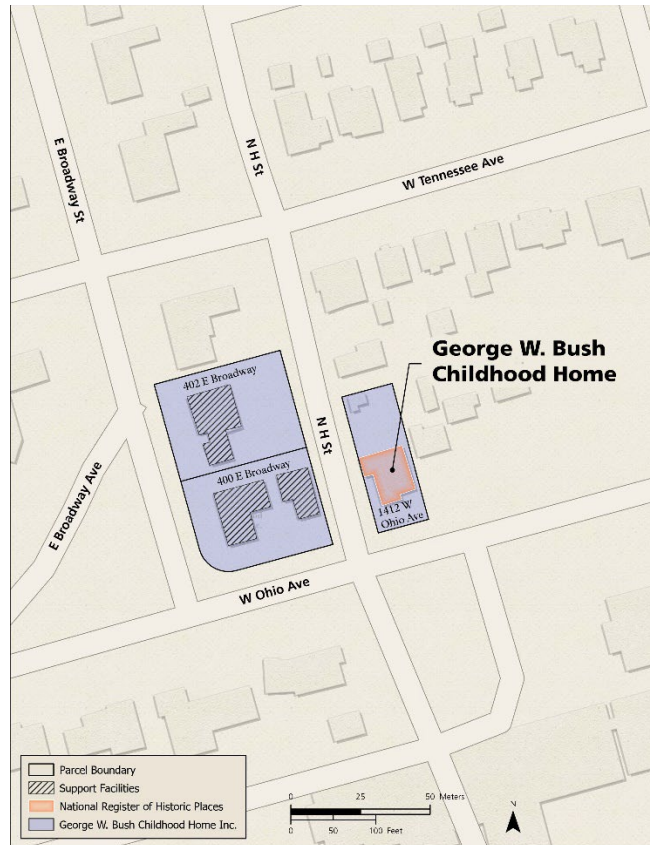 E Broadway St
N H St
W Tennessee Ave
George W. Bush
Childhood Home
402 E Broadway
N H St
400 E Broadway
E Broadway Ave
1412 W
Ohio Ave
W Ohio Ave
Parcel Boundary
Support Facilities
National Register of Historic Places
George W. Bush Childhood Home Inc.
0 25 50 Meters
0 50 100 Feet
N